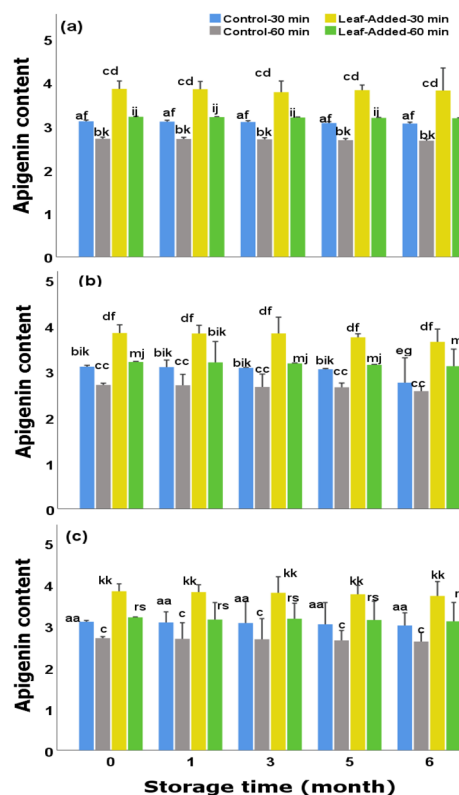 Control-30 min Leaf-Added-30 min
Control-60 min Leaf-Added-60 min
(a)
Apigenin content
5
4
3
2
1
0
af bk cd ij af bk cd ij af bk cd ij af bk cd ij af bk cd
(b)
Apigenin content
5
4
3
2
1
0
bik cc df mj bik cc df bik bik cc df mj bik cc df mj eg cc df m
(c)
Apigenin content
5
4
3
2
1
0
aa c kk rs aa c kk rs aa c kk rs aa c kk rs aa c kk
0 1 3 5 6
Storage time (month)